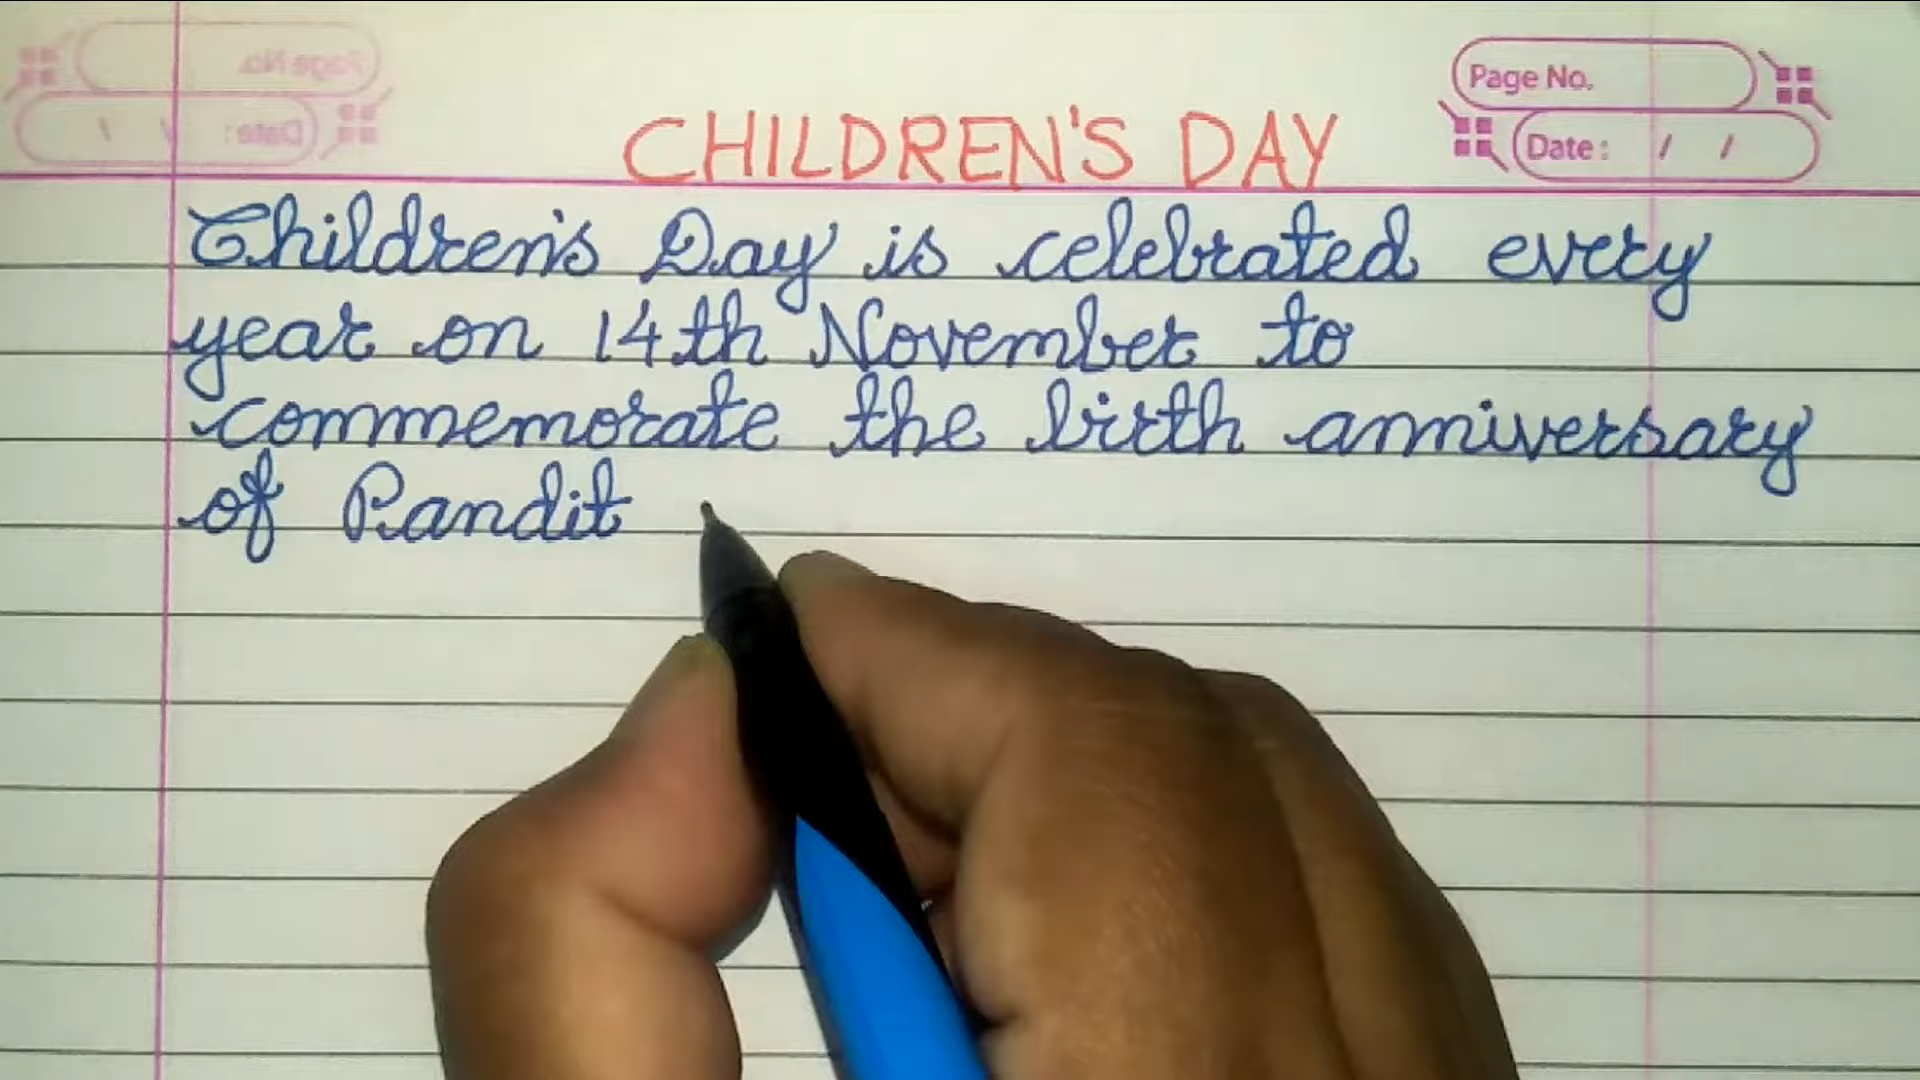 Page No.
Date: / /
CHILDREN'S DAY
Children's Day is celebrated every
year on 14th November to
commemorate the birth anniversary
of Pandit